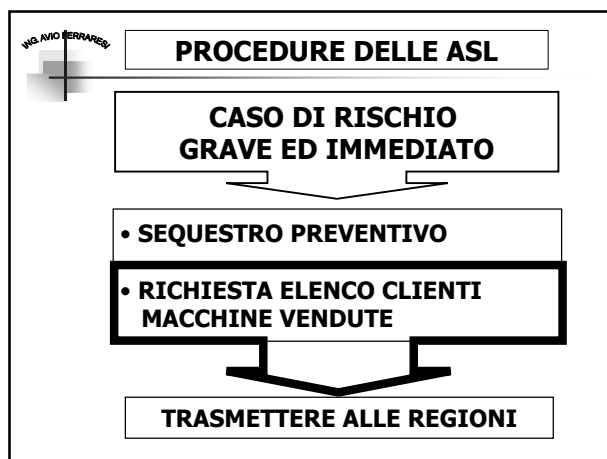 ING. AVIO FERRARESI
PROCEDURE DELLE ASL
CASO DI RISCHIO
GRAVE ED IMMEDIATO
• SEQUESTRO PREVENTIVO
• RICHIESTA ELENCO CLIENTI
MACCHINE VENDUTE
TRASMETTERE ALLE REGIONI